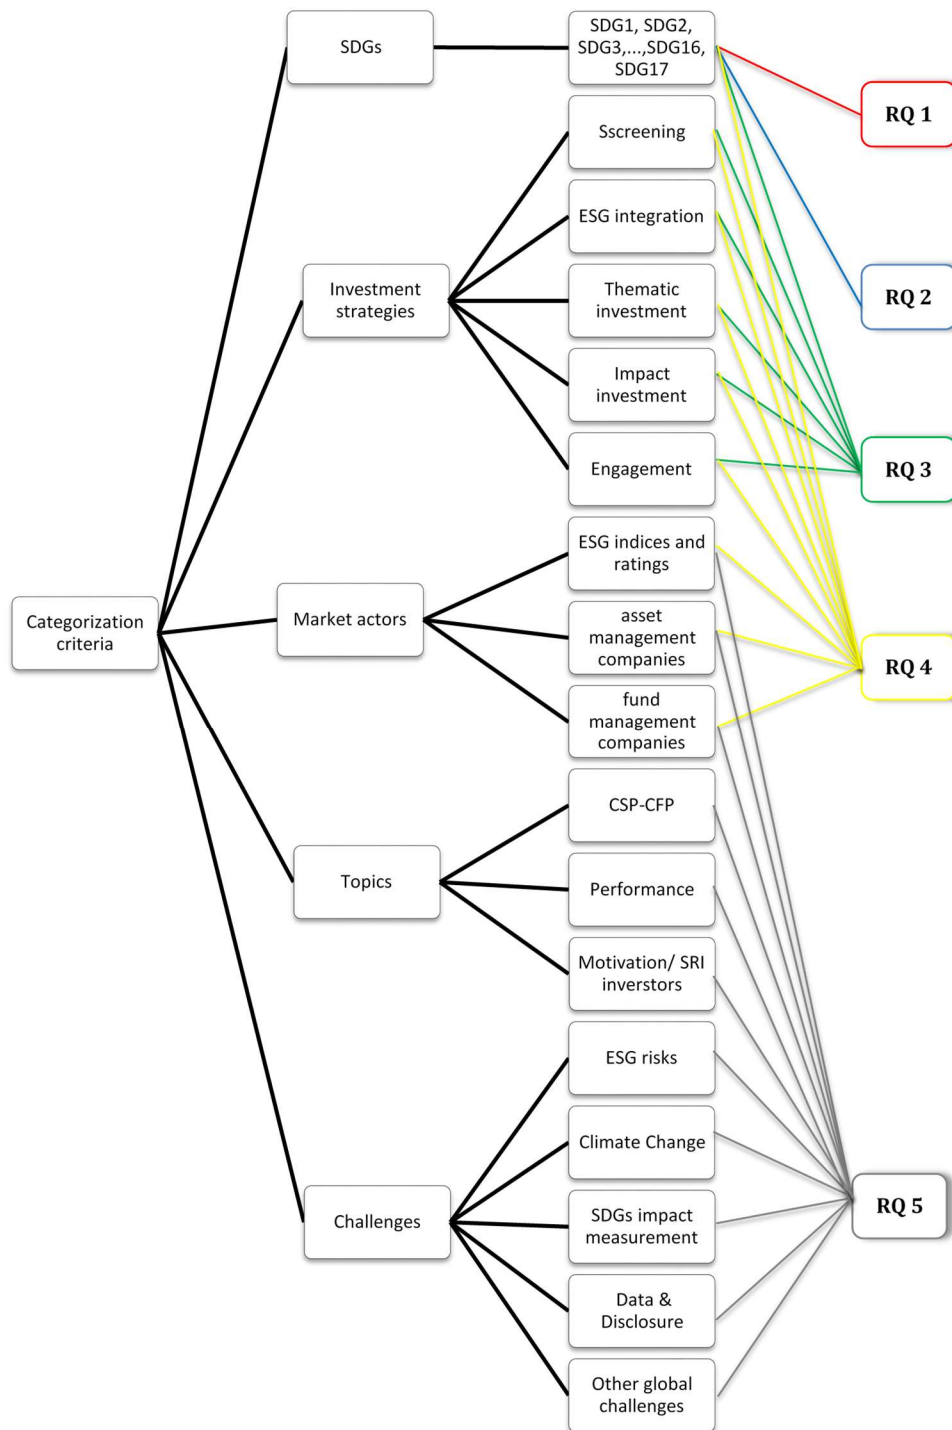 SDGs
SDG1, SDG2,
SDG3,...,SDG16,
SDG17
RQ 1
Sscreening
ESG integration
RQ 2
Investment
strategies
Thematic
investment
Impact
investment
Engagement
RQ 3
ESG indices and
ratings
Categorization
criteria
Market actors
asset
management
companies
RQ 4
fund
management
companies
CSP-CFP
Topics
Performance
Motivation/ SRI
inverstors
ESG risks
Climate Change
Challenges
SDGs impact
measurement
RQ 5
Data &
Disclosure
Other global
challenges